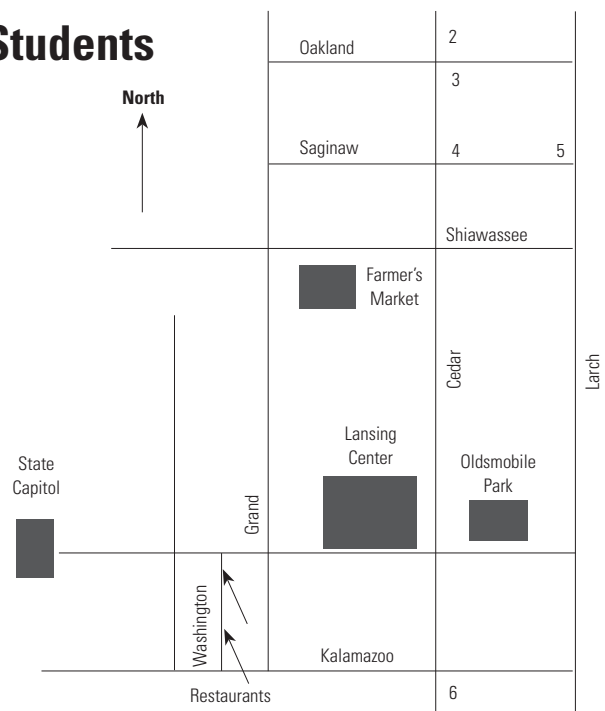 Students
North
Oakland
2
3
Saginaw
4
5
Shiawassee
Farmer's
Market
Cedar
Larch
Lansing
Center
State
Capitol
Oldsmobile
Park
Grand
Washington
Kalamazoo
Restaurants
6